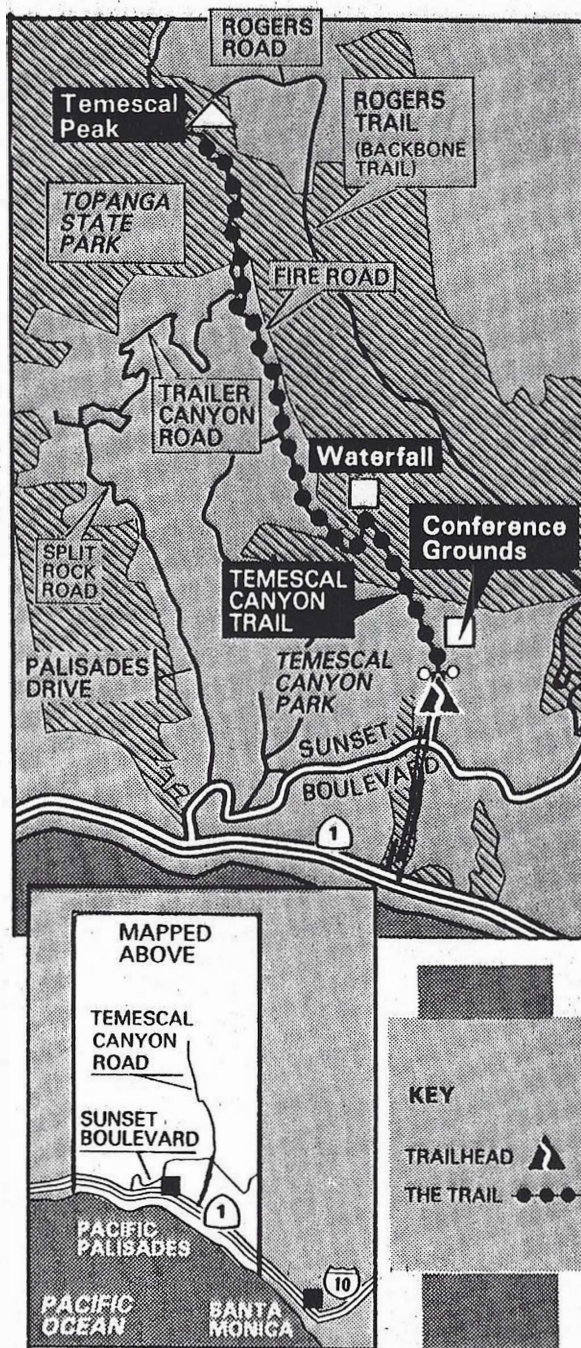 ROGERS
ROAD
Temescal
Peak
ROGERS
TRAIL
(BACKBONE
TRAIL)
TOPANGA
STATE
PARK
FIRE ROAD
TRAILER
CANYON
ROAD
Waterfall
Conference
Grounds
SPLIT
ROCK
ROAD
TEMESCAL
CANYON
TRAIL
PALISADES
DRIVE
TEMESCAL
CANYON
PARK
SUNSET
BOULEVARD
1
MAPPED
ABOVE
TEMESCAL
CANYON
ROAD
SUNSET
BOULEVARD
1
PACIFIC
PALISADES
10
PACIFIC
OCEAN
SANTA
MONICA
KEY
TRAILHEAD
THE TRAIL